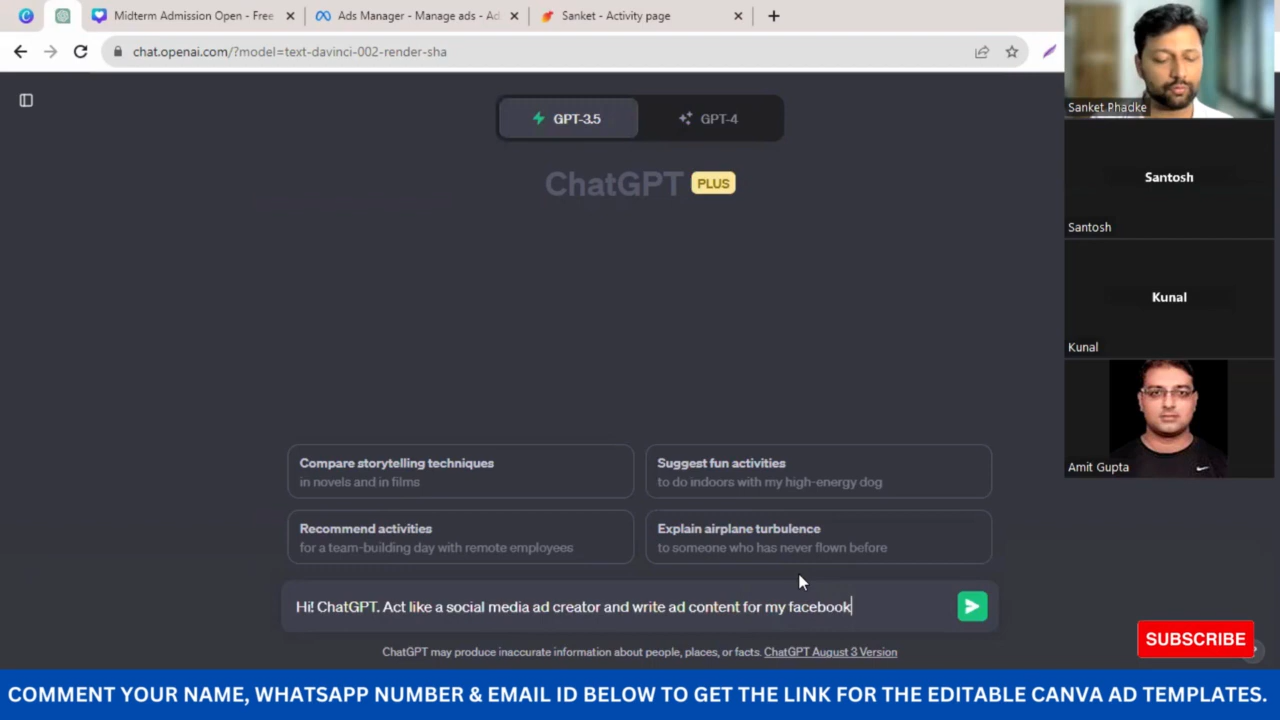 Midterm Admission Open - Free
Ads Manager - Manage ads - Ad
Sanket - Activity page
chat.openai.com/?model=text-davinci-002-render-sha
GPT-3.5
GPT-4
ChatGPT PLUS
Sanket Phadke
Santosh
Santosh
Kunal
Kunal
Amit Gupta
Compare storytelling techniques
in novels and in films
Suggest fun activities
to do indoors with my high-energy dog
Recommend activities
for a team-building day with remote employees
Explain airplane turbulence
to someone who has never flown before
Hi! ChatGPT. Act like a social media ad creator and write ad content for my facebook
ChatGPT may produce inaccurate information about people, places, or facts. ChatGPT August 3 Version
SUBSCRIBE
COMMENT YOUR NAME, WHATSAPP NUMBER & EMAIL ID BELOW TO GET THE LINK FOR THE EDITABLE CANVA AD TEMPLATES.